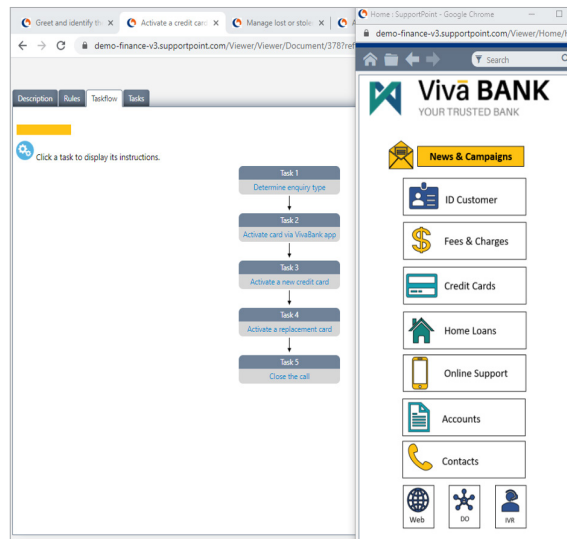 Greet and identify th
Activate a credit card
Manage lost or stole
demo-finance-v3.supportpoint.com/Viewer/Viewer/Document/378?ref
Description
Rules
Taskflow
Tasks
Click a task to display its instructions.
Task 1
Determine enquiry type
Task 2
Activate card via VivaBank app
Task 3
Activate a new credit card
Task 4
Activate a replacement card
Task 5
Close the call
Home : SupportPoint - Google Chrome
demo-finance-v3.supportpoint.com/Viewer/Home/
Search
Vivā BANK
YOUR TRUSTED BANK
News & Campaigns
ID Customer
Fees & Charges
Credit Cards
Home Loans
Online Support
Accounts
Contacts
Web
DO
IVR